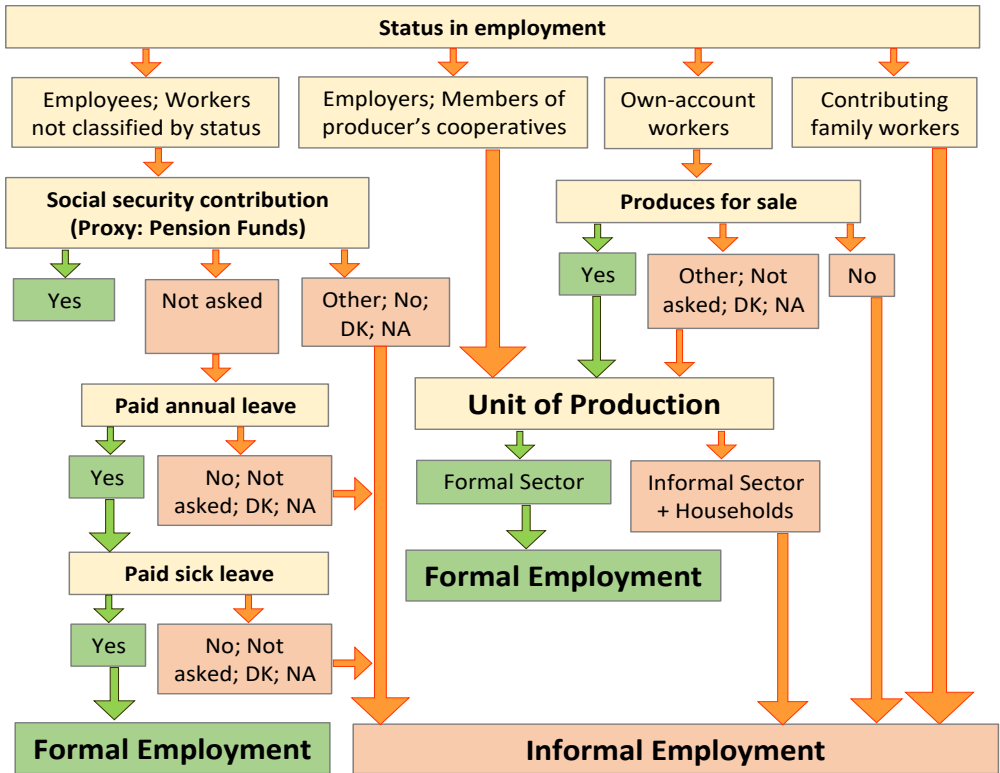 Status in employment
Employees; Workers
not classified by status
Employers; Members of
producer’s cooperatives
Own-account
workers
Contributing
family workers
Social security contribution
(Proxy: Pension Funds)
Produces for sale
Yes
Not asked
Other; No;
DK; NA
Yes
Other; Not
asked; DK; NA
No
Paid annual leave
Unit of Production
Yes
No; Not
asked; DK; NA
Formal Sector
Informal Sector
+ Households
Paid sick leave
Formal Employment
Yes
No; Not
asked; DK; NA
Formal Employment
Informal Employment